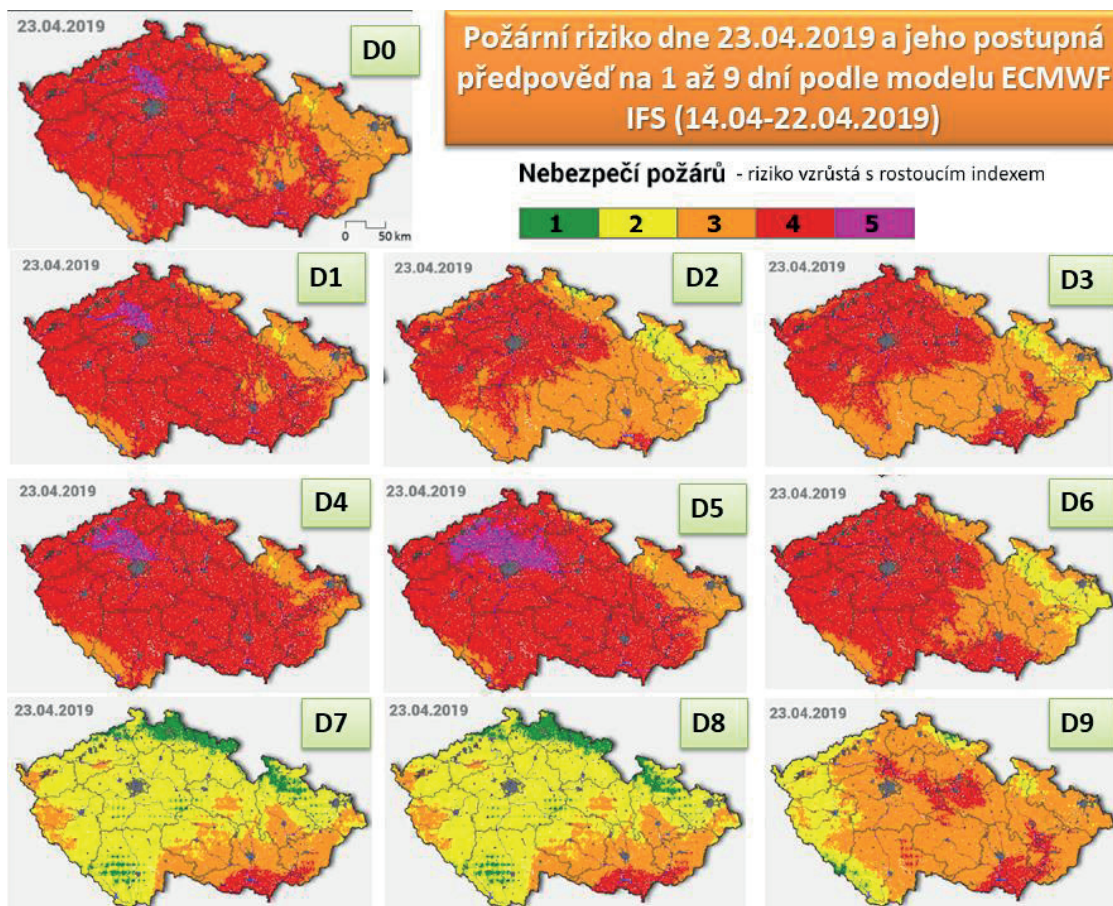 23.04.2019
D0
Požární riziko dne 23.04.2019 a jeho postupná
předpověď na 1 až 9 dní podle modelu ECMWF
IFS (14.04-22.04.2019)
Nebezpečí požárů - riziko vzrůstá s rostoucím indexem
1 2 3 4 5
0 50 km
23.04.2019
D1
23.04.2019
D2
23.04.2019
D3
23.04.2019
D4
23.04.2019
D5
23.04.2019
D6
23.04.2019
D7
23.04.2019
D8
23.04.2019
D9